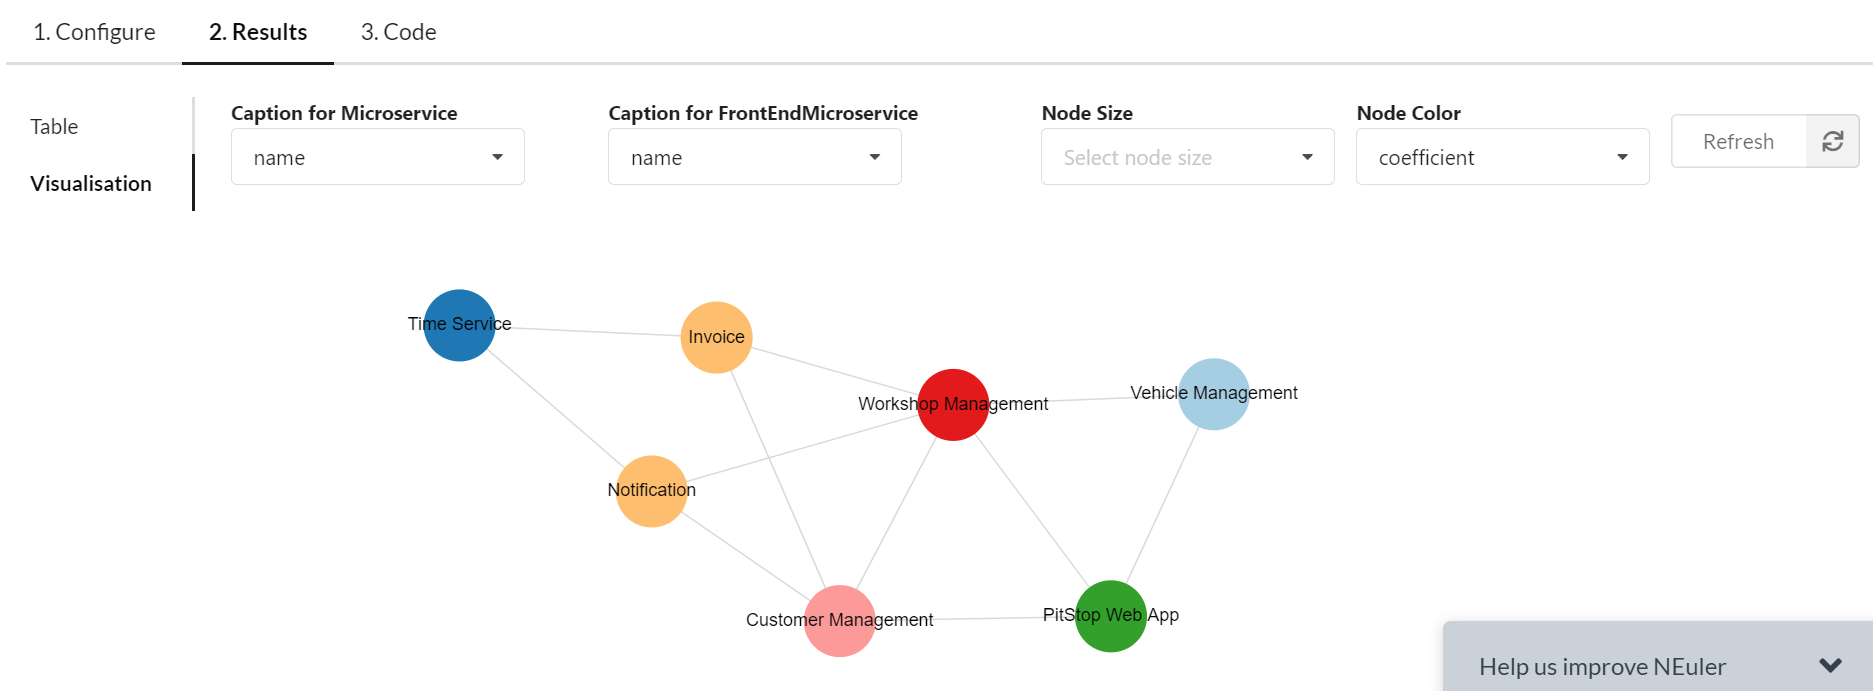 1. Configure
2. Results
3. Code
Table
Visualisation
Caption for Microservice
name
Caption for FrontEndMicroservice
name
Node Size
Select node size
Node Color
coefficient
Refresh
Time Service
Invoice
Workshop Management
Vehicle Management
Notification
Customer Management
PitStop Web App
Help us improve NEuler